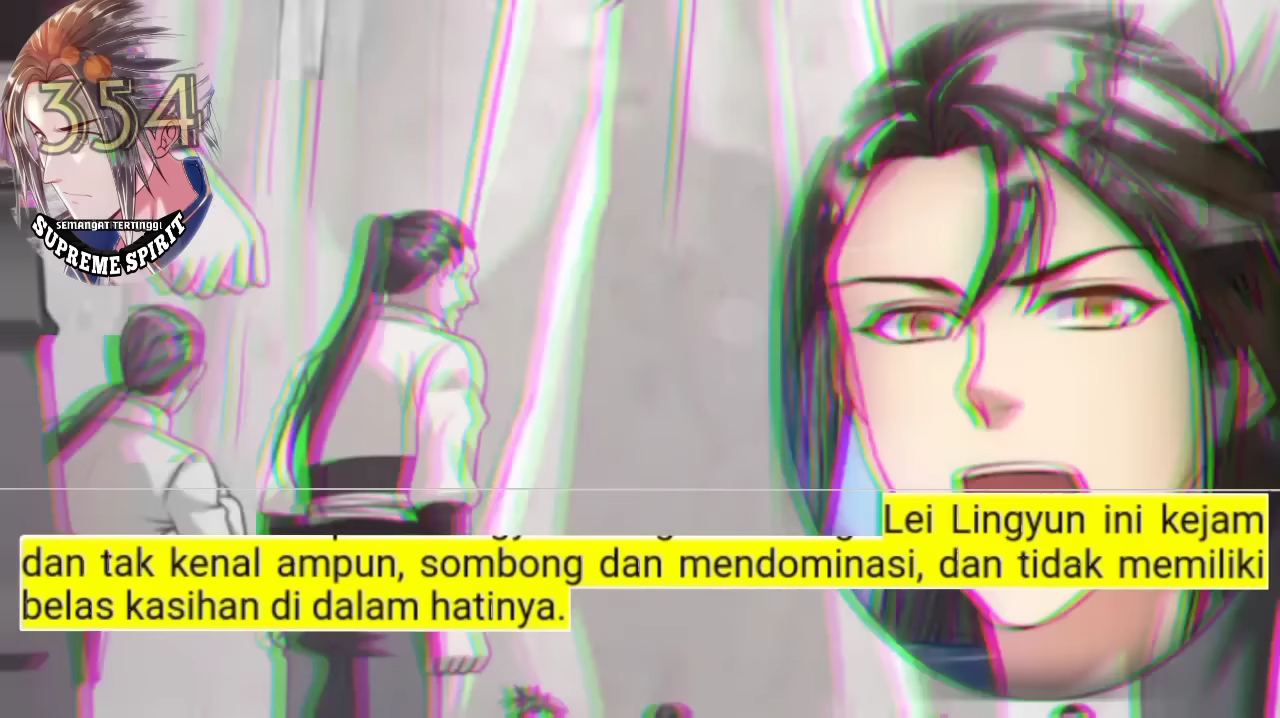 354
SEMANGAT TERTINGGI
SUPREME SPIRIT
Lei Lingyun ini kejam
dan tak kenal ampun, sombong dan mendominasi, dan tidak memiliki
belas kasihan di dalam hatinya.